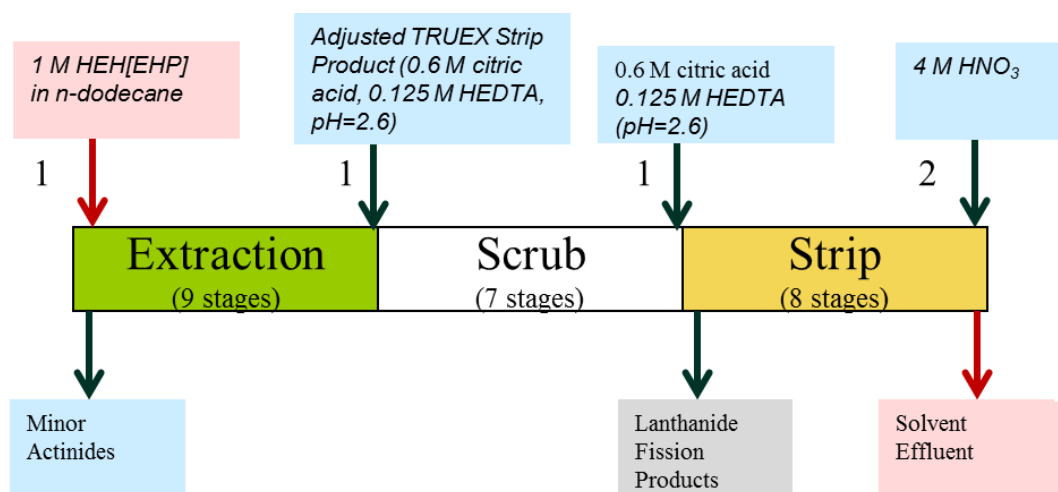 1 M HEH[EHP]
in n-dodecane
Adjusted TRUEX Strip
Product (0.6 M citric
acid, 0.125 M HEDTA,
pH=2.6)
0.6 M citric acid
0.125 M HEDTA
(pH=2.6)
4 M HNO₃
1
1
1
2
Extraction
(9 stages)
Scrub
(7 stages)
Strip
(8 stages)
Minor
Actinides
Lanthanide
Fission
Products
Solvent
Effluent